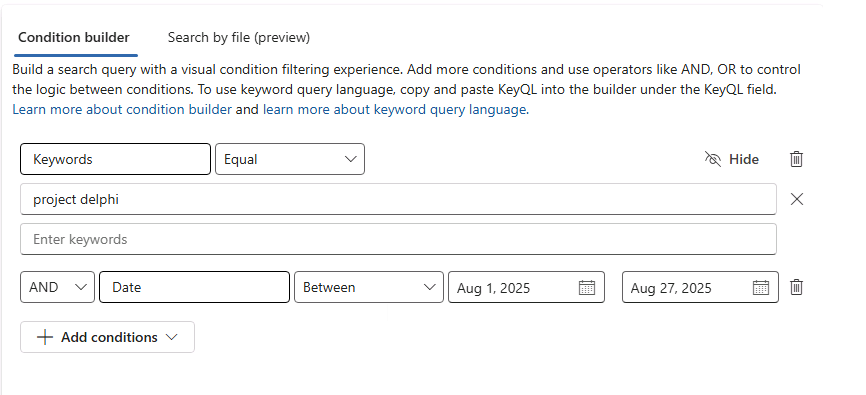 Condition builder Search by file (preview)
Build a search query with a visual condition filtering experience. Add more conditions and use operators like AND, OR to control
the logic between conditions. To use keyword query language, copy and paste KeyQL into the builder under the KeyQL field.
Learn more about condition builder and learn more about keyword query language.
Keywords Equal Hide
project delphi
Enter keywords
AND Date Between Aug 1, 2025 Aug 27, 2025
Add conditions